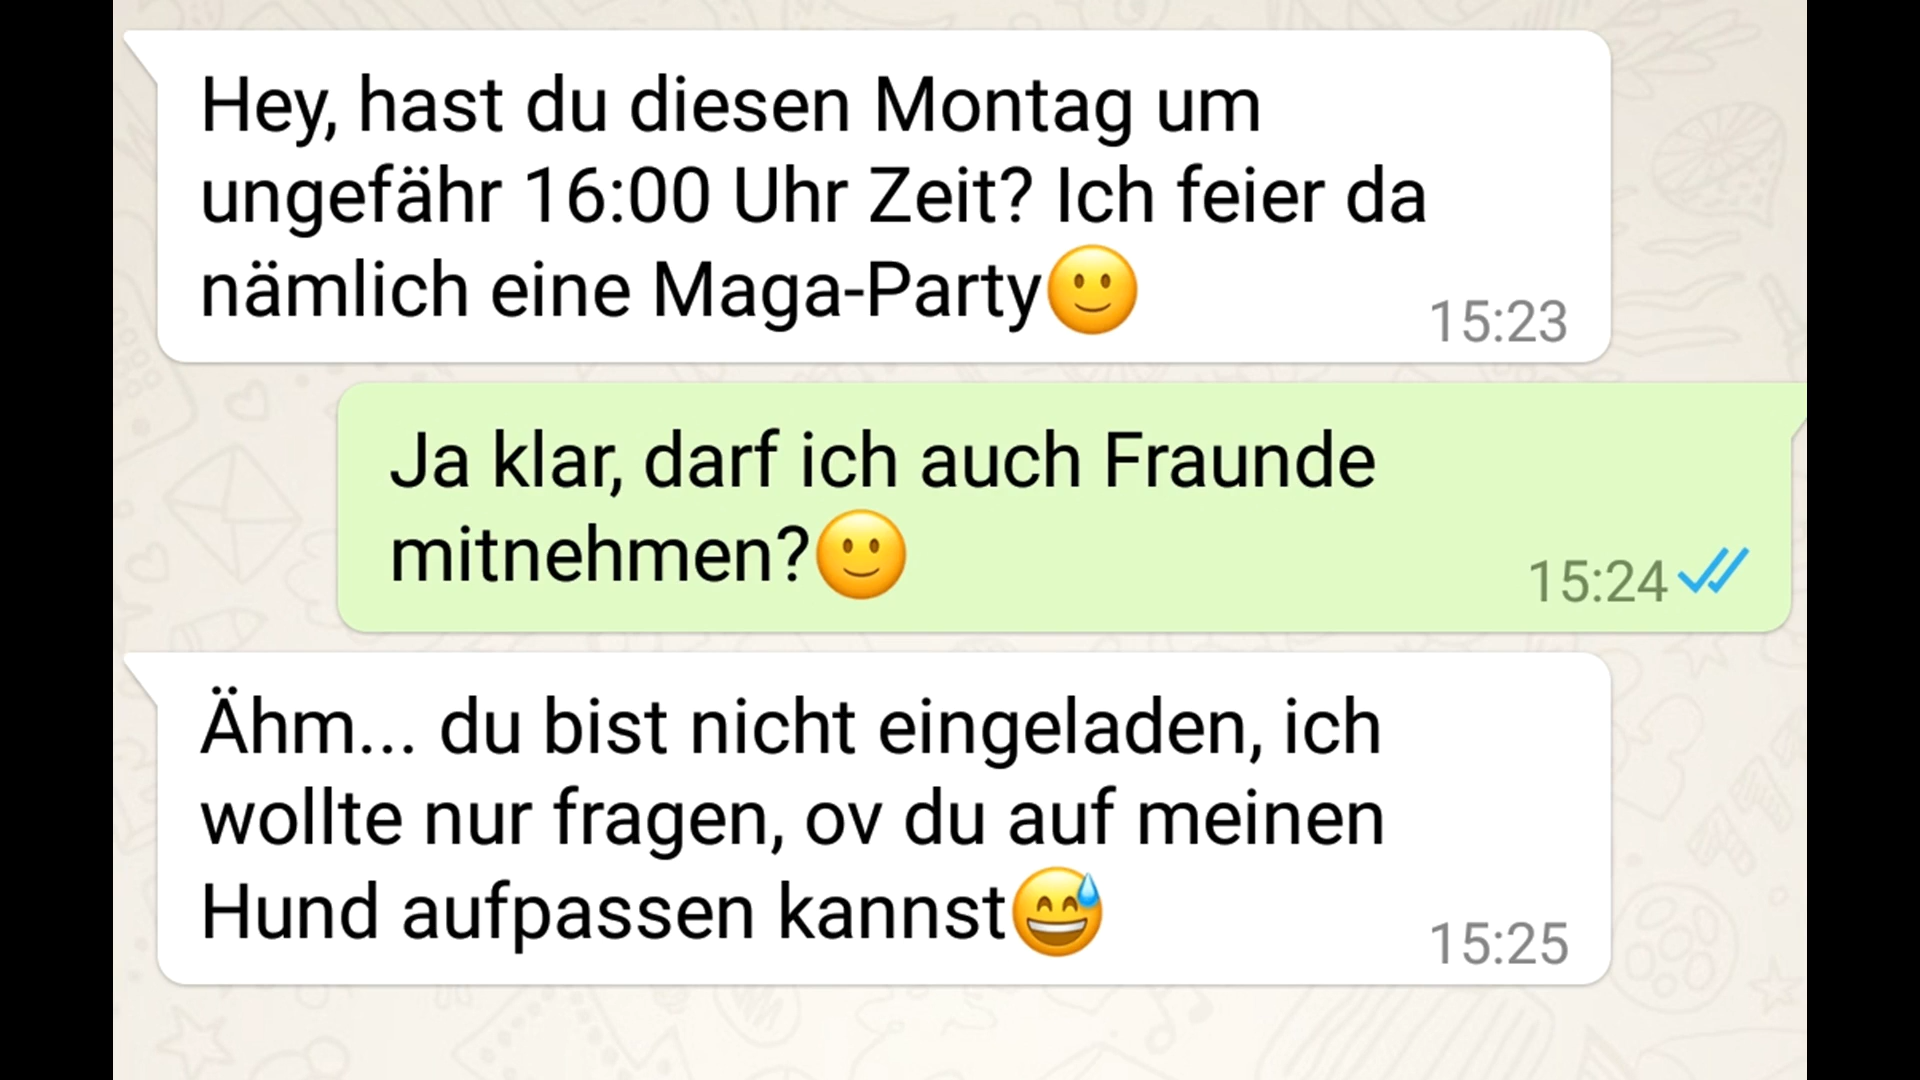 Hey, hast du diesen Montag um
ungefähr 16:00 Uhr Zeit? Ich feier da
nämlich eine Maga-Party🙂
15:23
Ja klar, darf ich auch Fraunde
mitnehmen?🙂
15:24
Ähm... du bist nicht eingeladen, ich
wollte nur fragen, ov du auf meinen
Hund aufpassen kannst😅
15:25